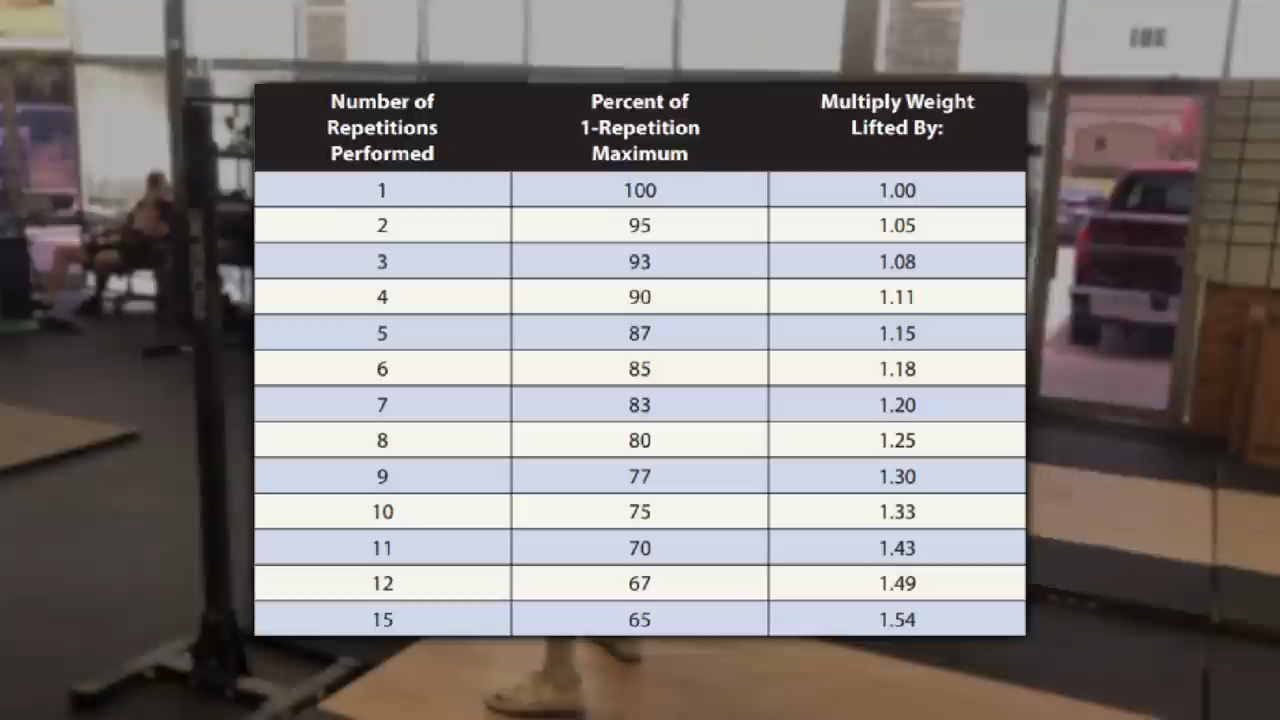 Number of Repetitions Performed Percent of 1-Repetition Maximum Multiply Weight Lifted By:
1 100 1.00
2 95 1.05
3 93 1.08
4 90 1.11
5 87 1.15
6 85 1.18
7 83 1.20
8 80 1.25
9 77 1.30
10 75 1.33
11 70 1.43
12 67 1.49
15 65 1.54